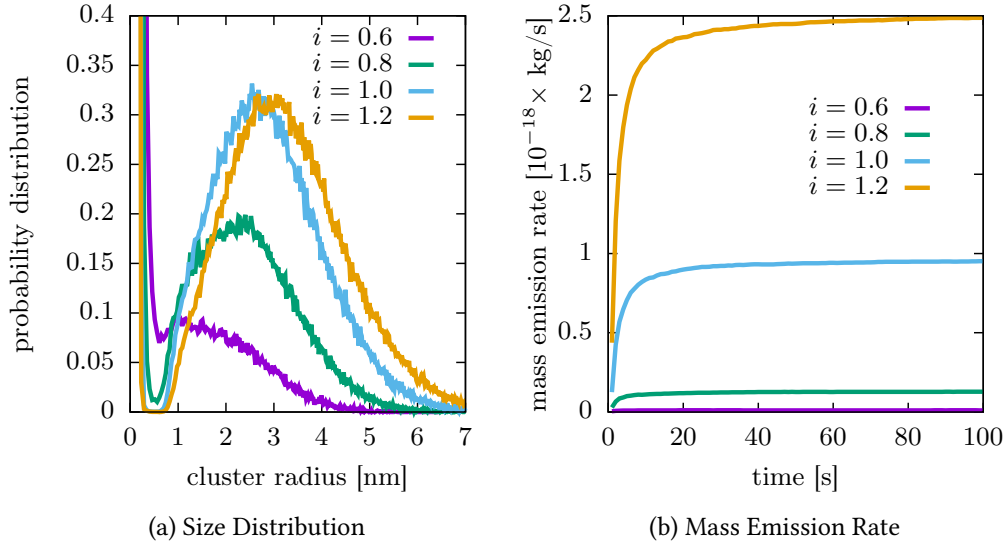 probability distribution
0.4
0.35
0.3
0.25
0.2
0.15
0.1
0.05
0
0 1 2 3 4 5 6 7
cluster radius [nm]
i = 0.6
i = 0.8
i = 1.0
i = 1.2
(a) Size Distribution
mass emission rate [10⁻¹⁸× kg/s]
2.5
2
1.5
1
0.5
0
0 20 40 60 80 100
time [s]
i = 0.6
i = 0.8
i = 1.0
i = 1.2
(b) Mass Emission Rate